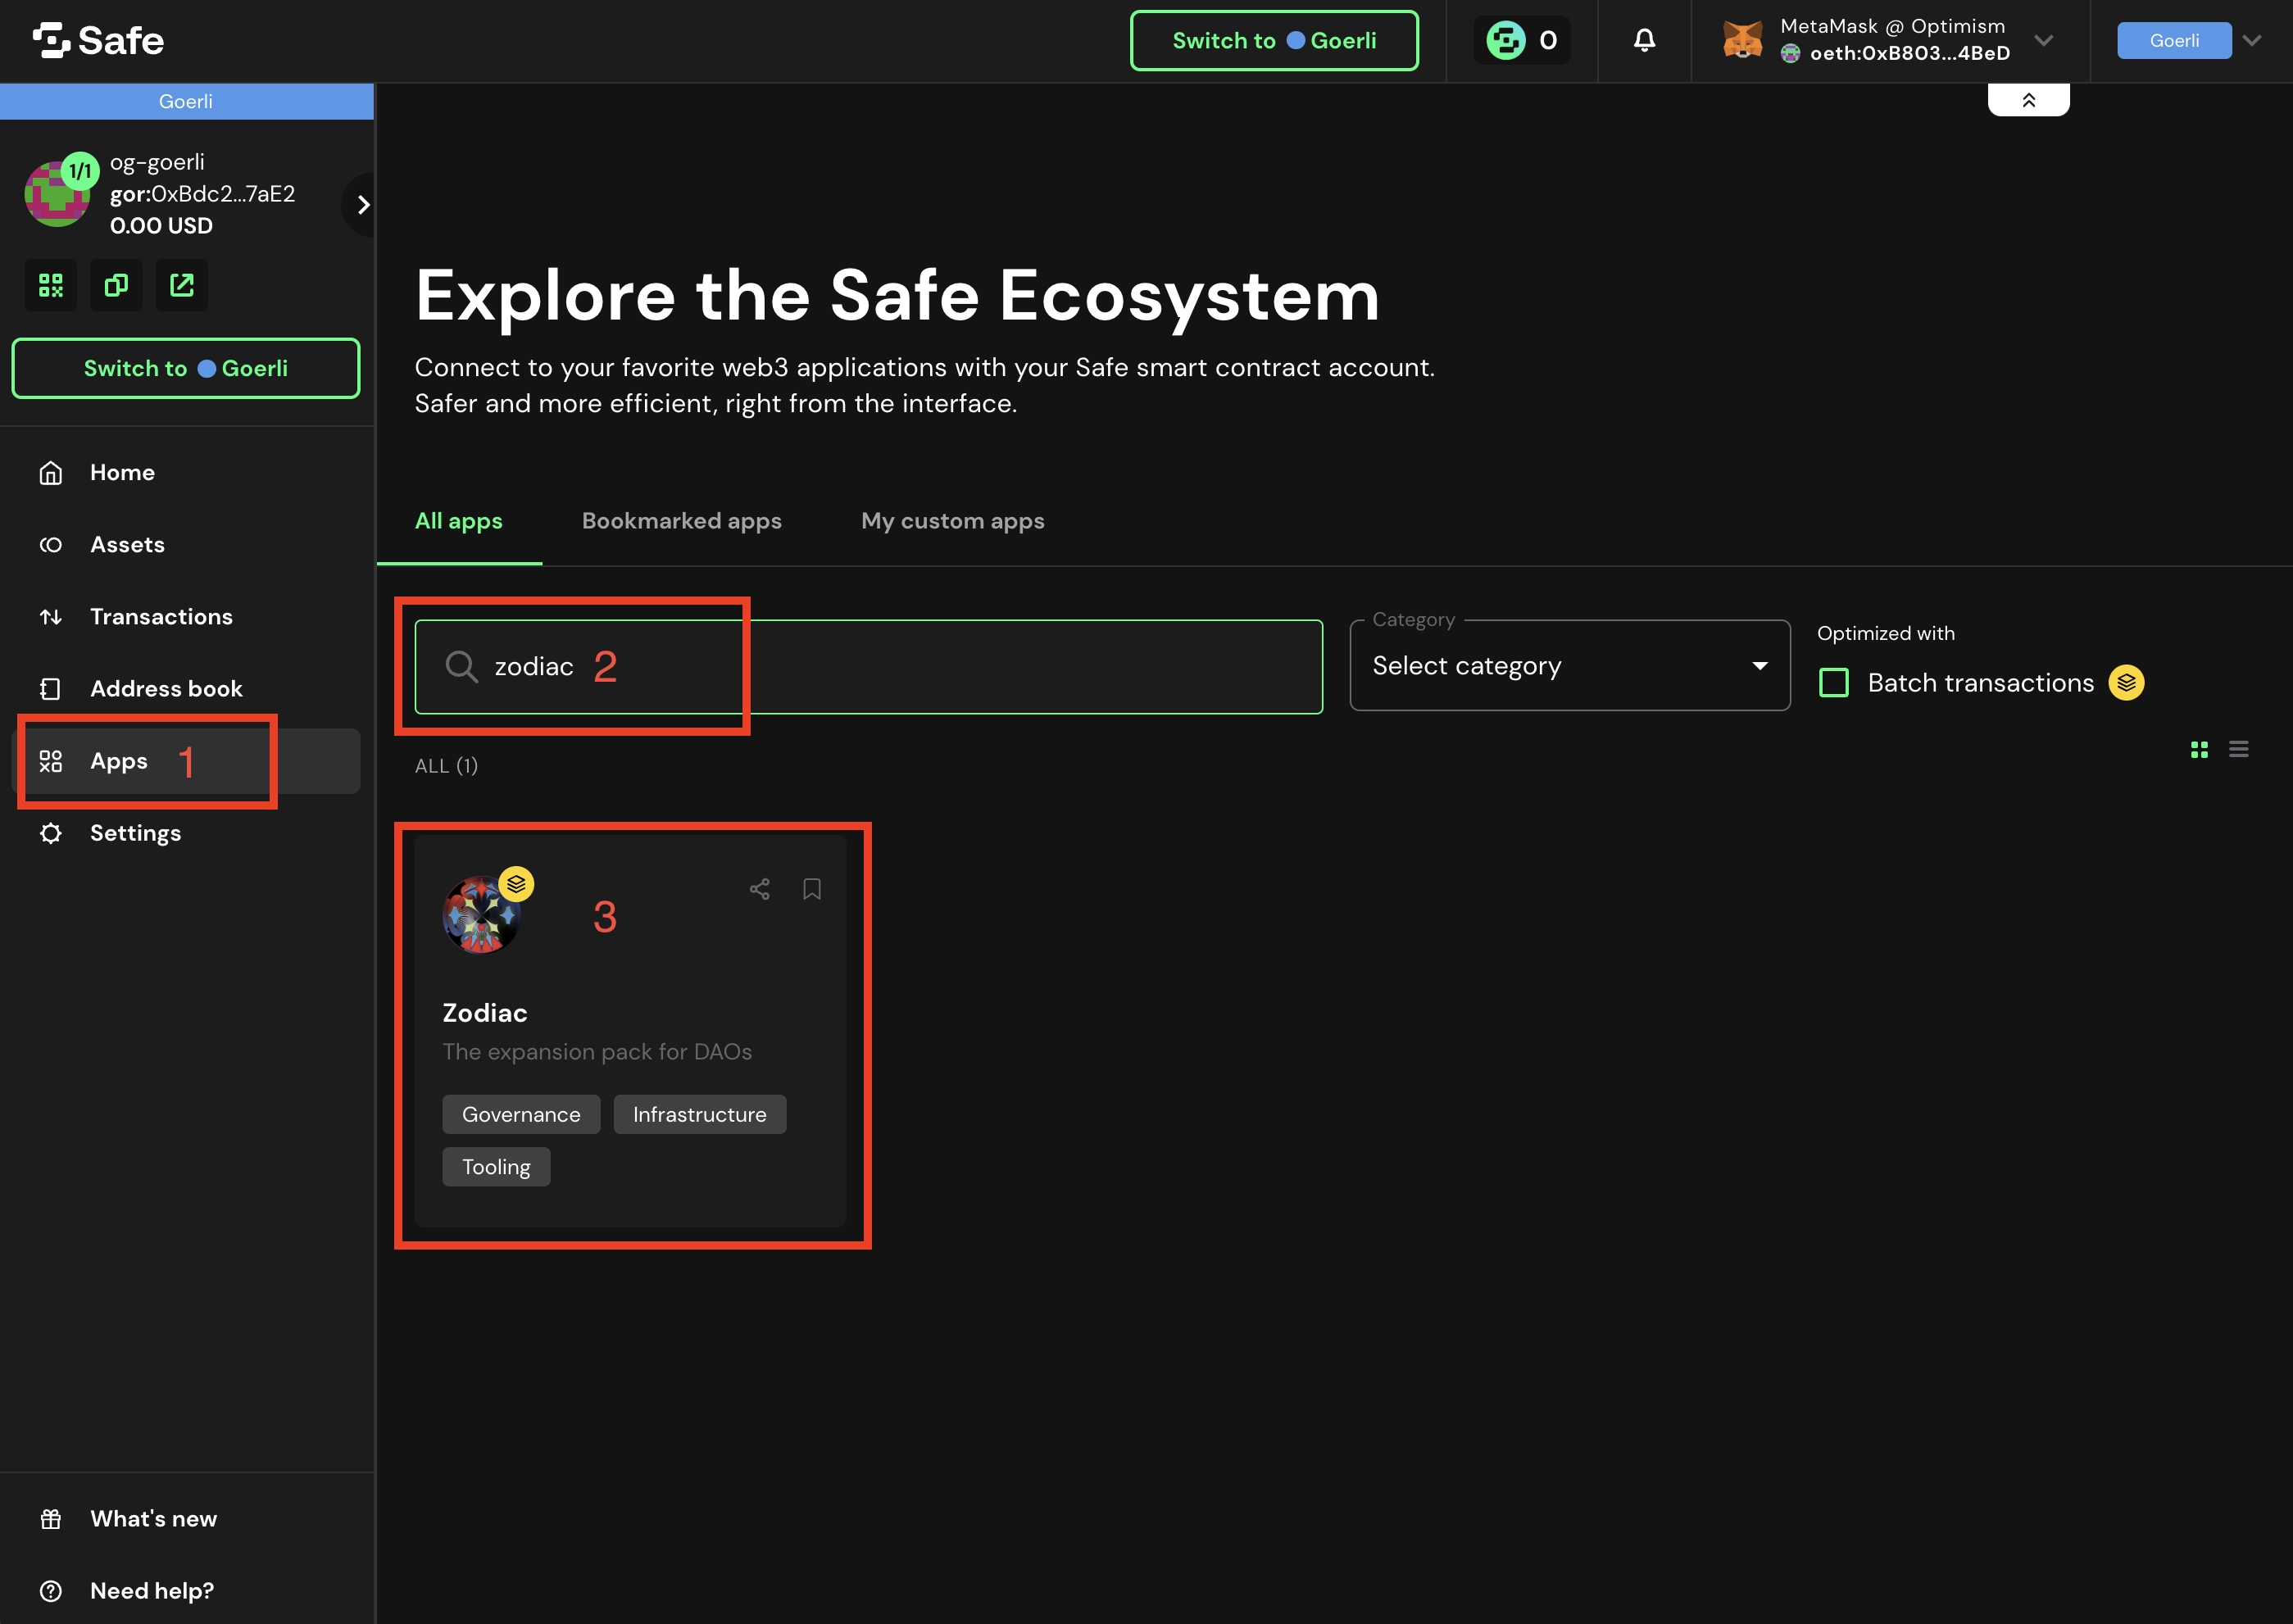 Safe
Switch to Goerli
0
MetaMask @ Optimism
oeth:0xB803...4BeD
Goerli
Goerli
1/1
og-goerli
gor:0xBdc2...7aE2
0.00 USD
Switch to Goerli
Home
Assets
Transactions
Address book
Apps 1
Settings
What's new
Need help?
Explore the Safe Ecosystem
Connect to your favorite web3 applications with your Safe smart contract account.
Safer and more efficient, right from the interface.
All apps
Bookmarked apps
My custom apps
zodiac 2
Category
Select category
Optimized with
Batch transactions
ALL (1)
3
Zodiac
The expansion pack for DAOs
Governance
Infrastructure
Tooling